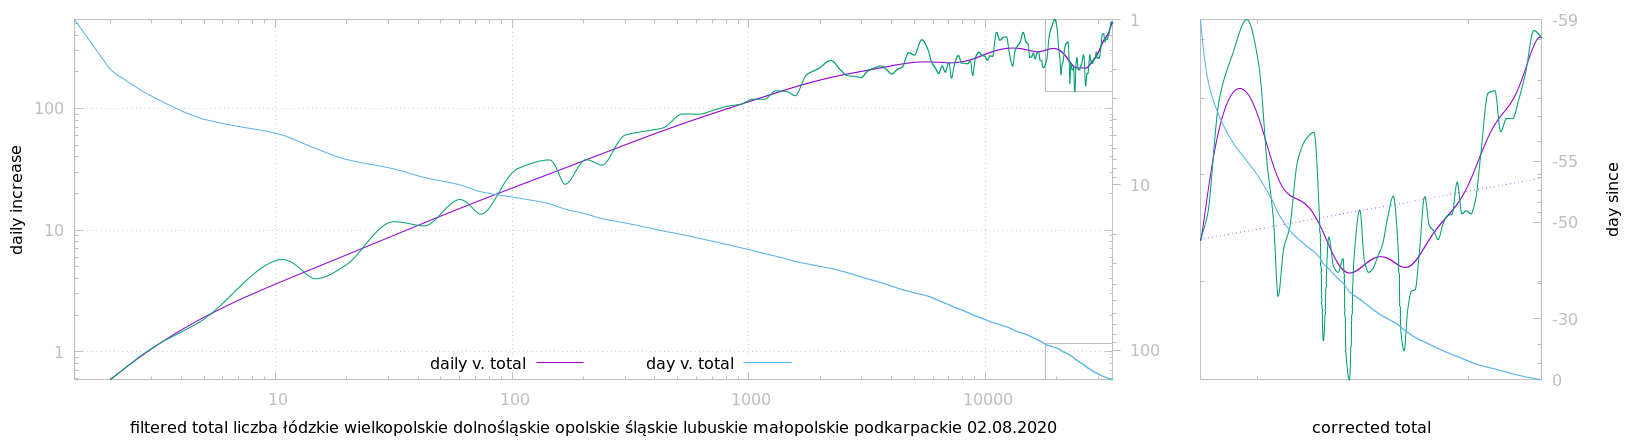 daily increase
100
10
1
10
100
1000
10000
1
10
100
daily v. total
day v. total
filtered total liczba łódzkie wielkopolskie dolnośląskie opolskie śląskie lubuskie małopolskie podkarpackie 02.08.2020
-59
-55
-50
-30
0
day since
corrected total